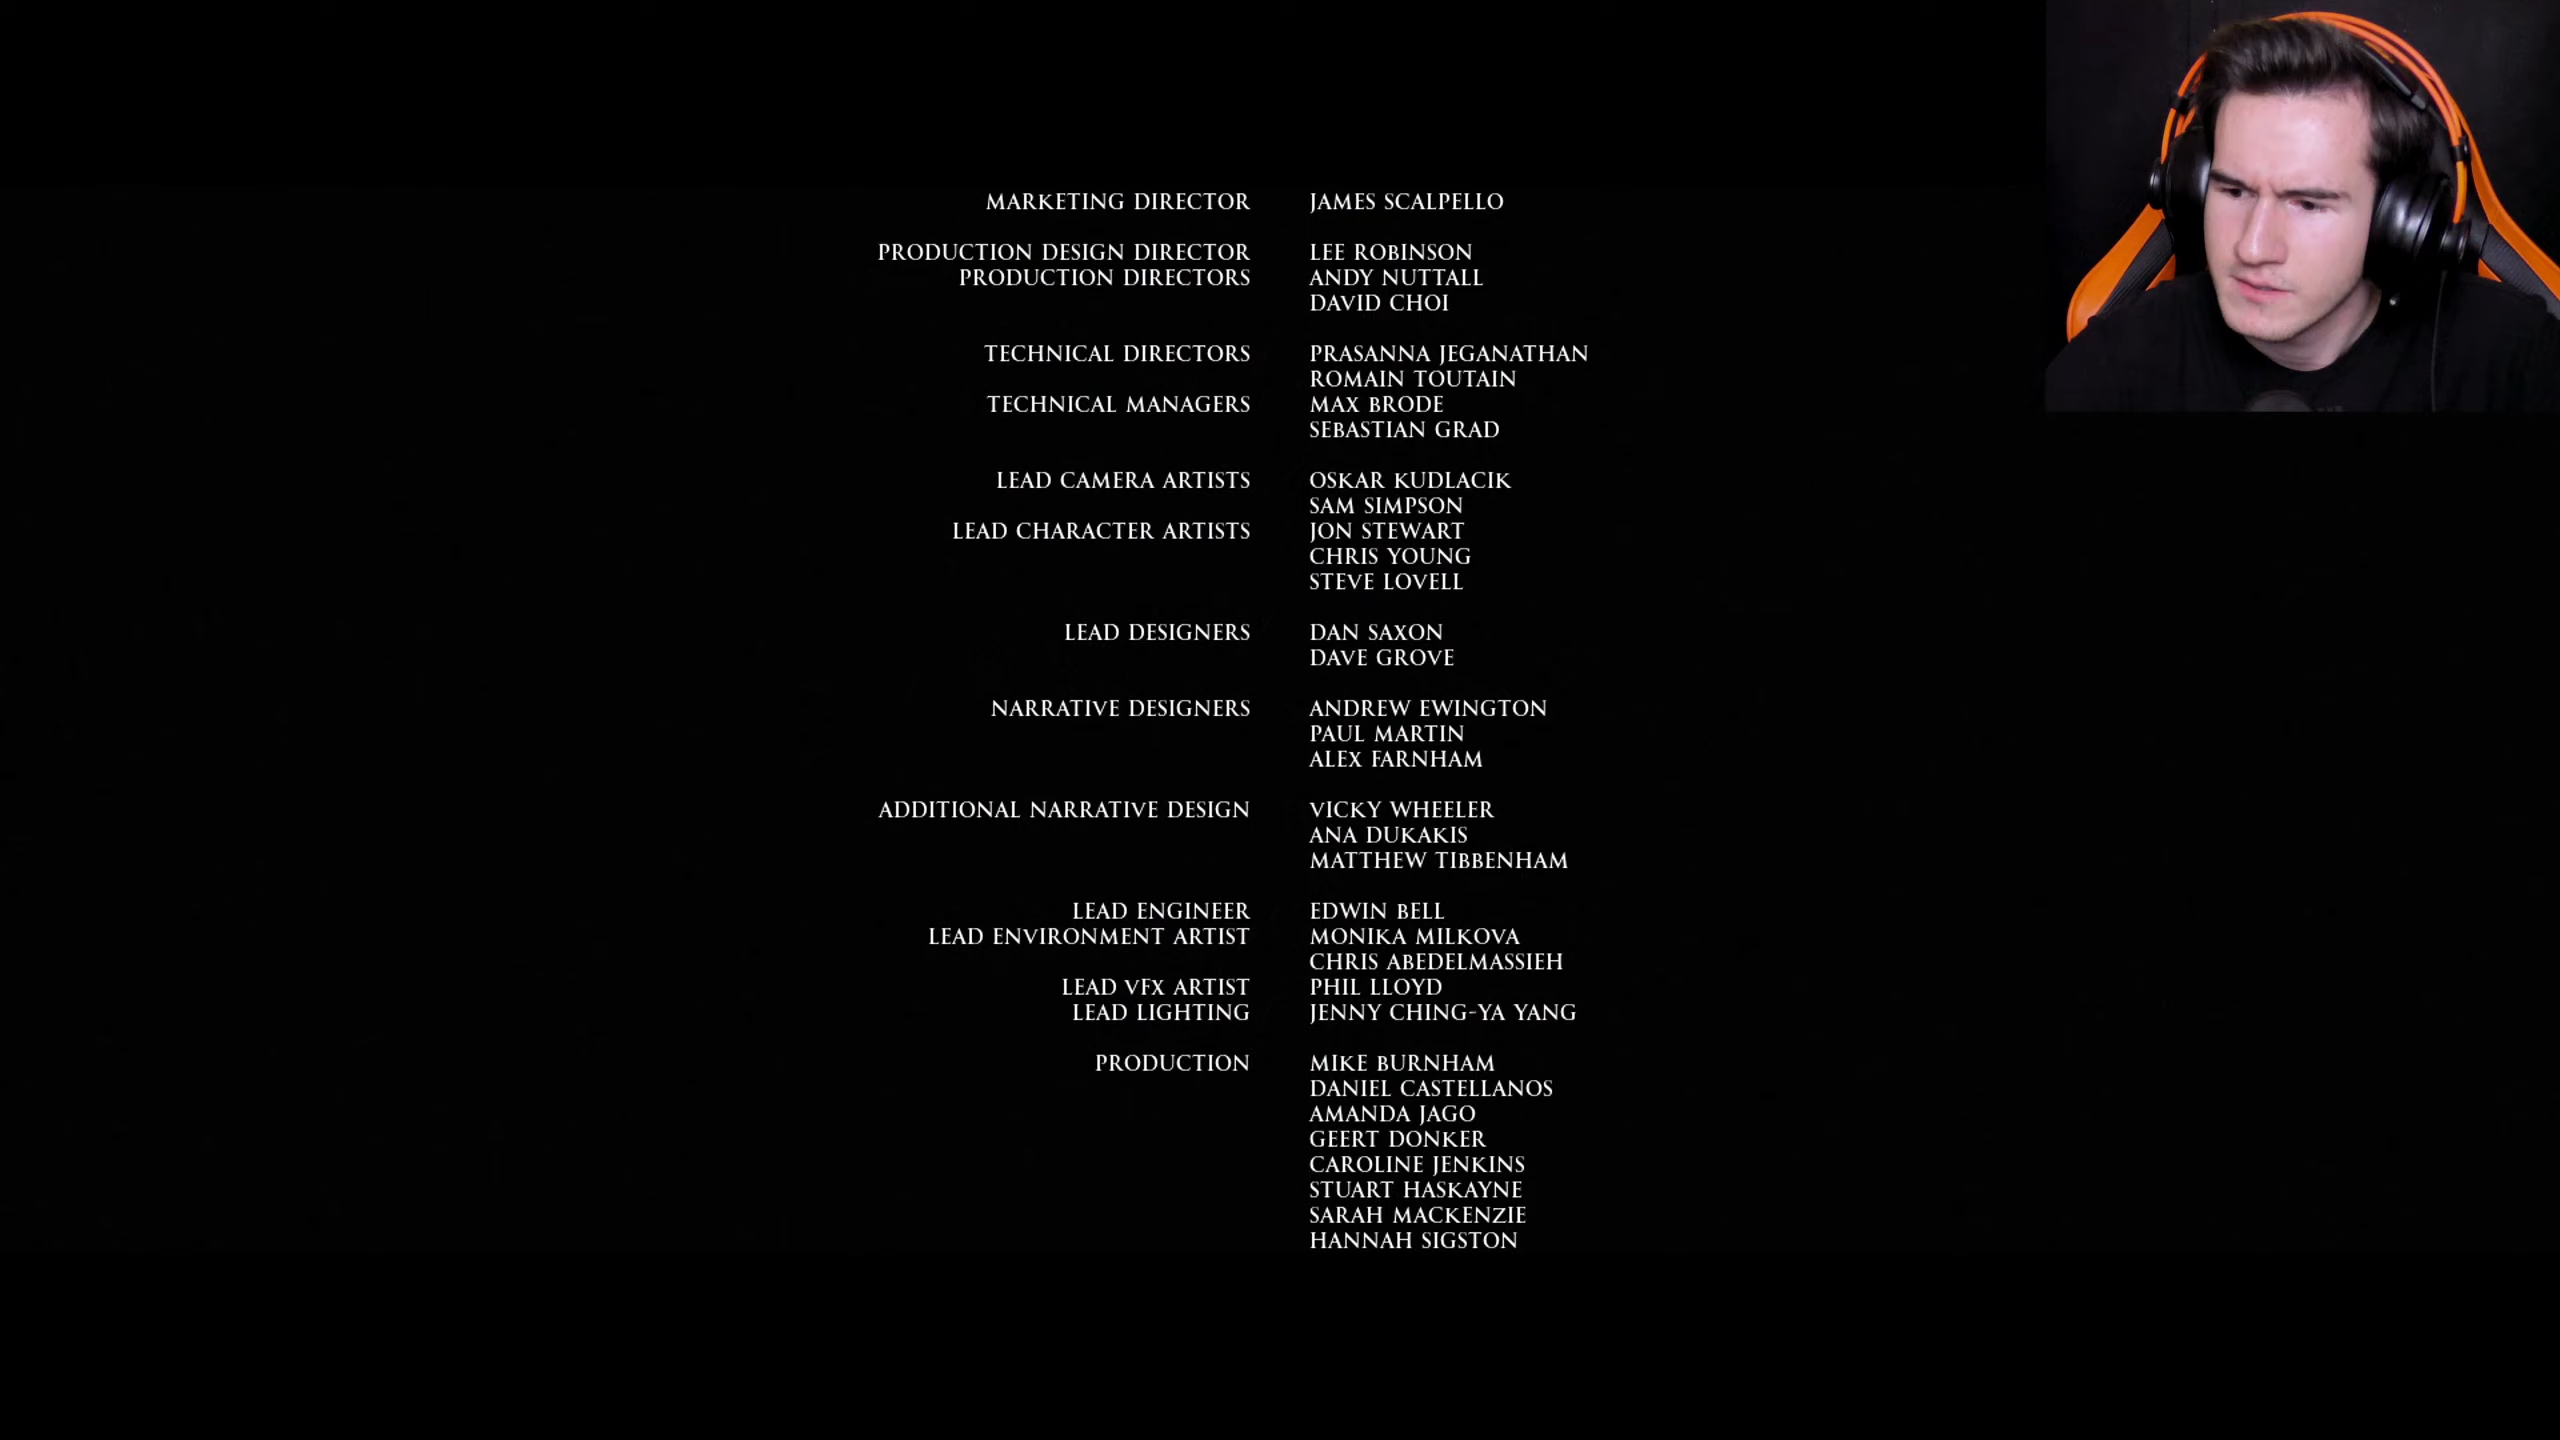 MARKETING DIRECTOR JAMES SCALPELLO
PRODUCTION DESIGN DIRECTOR LEE ROBINSON
PRODUCTION DIRECTORS ANDY NUTTALL
DAVID CHOI
TECHNICAL DIRECTORS PRASANNA JEGANATHAN
ROMAIN TOUTAIN
TECHNICAL MANAGERS MAX BRODE
SEBASTIAN GRAD
LEAD CAMERA ARTISTS OSKAR KUDLACIK
SAM SIMPSON
LEAD CHARACTER ARTISTS JON STEWART
CHRIS YOUNG
STEVE LOVELL
LEAD DESIGNERS DAN SAXON
DAVE GROVE
NARRATIVE DESIGNERS ANDREW EWINGTON
PAUL MARTIN
ALEX FARNHAM
ADDITIONAL NARRATIVE DESIGN VICKY WHEELER
ANA DUKAKIS
MATTHEW TIBBENHAM
LEAD ENGINEER EDWIN BELL
LEAD ENVIRONMENT ARTIST MONIKA MILKOVA
CHRIS ABEDELMASSIEH
LEAD VFX ARTIST PHIL LLOYD
LEAD LIGHTING JENNY CHING-YA YANG
PRODUCTION MIKE BURNHAM
DANIEL CASTELLANOS
AMANDA JAGO
GEERT DONKER
CAROLINE JENKINS
STUART HASKAYNE
SARAH MACKENZIE
HANNAH SIGSTON